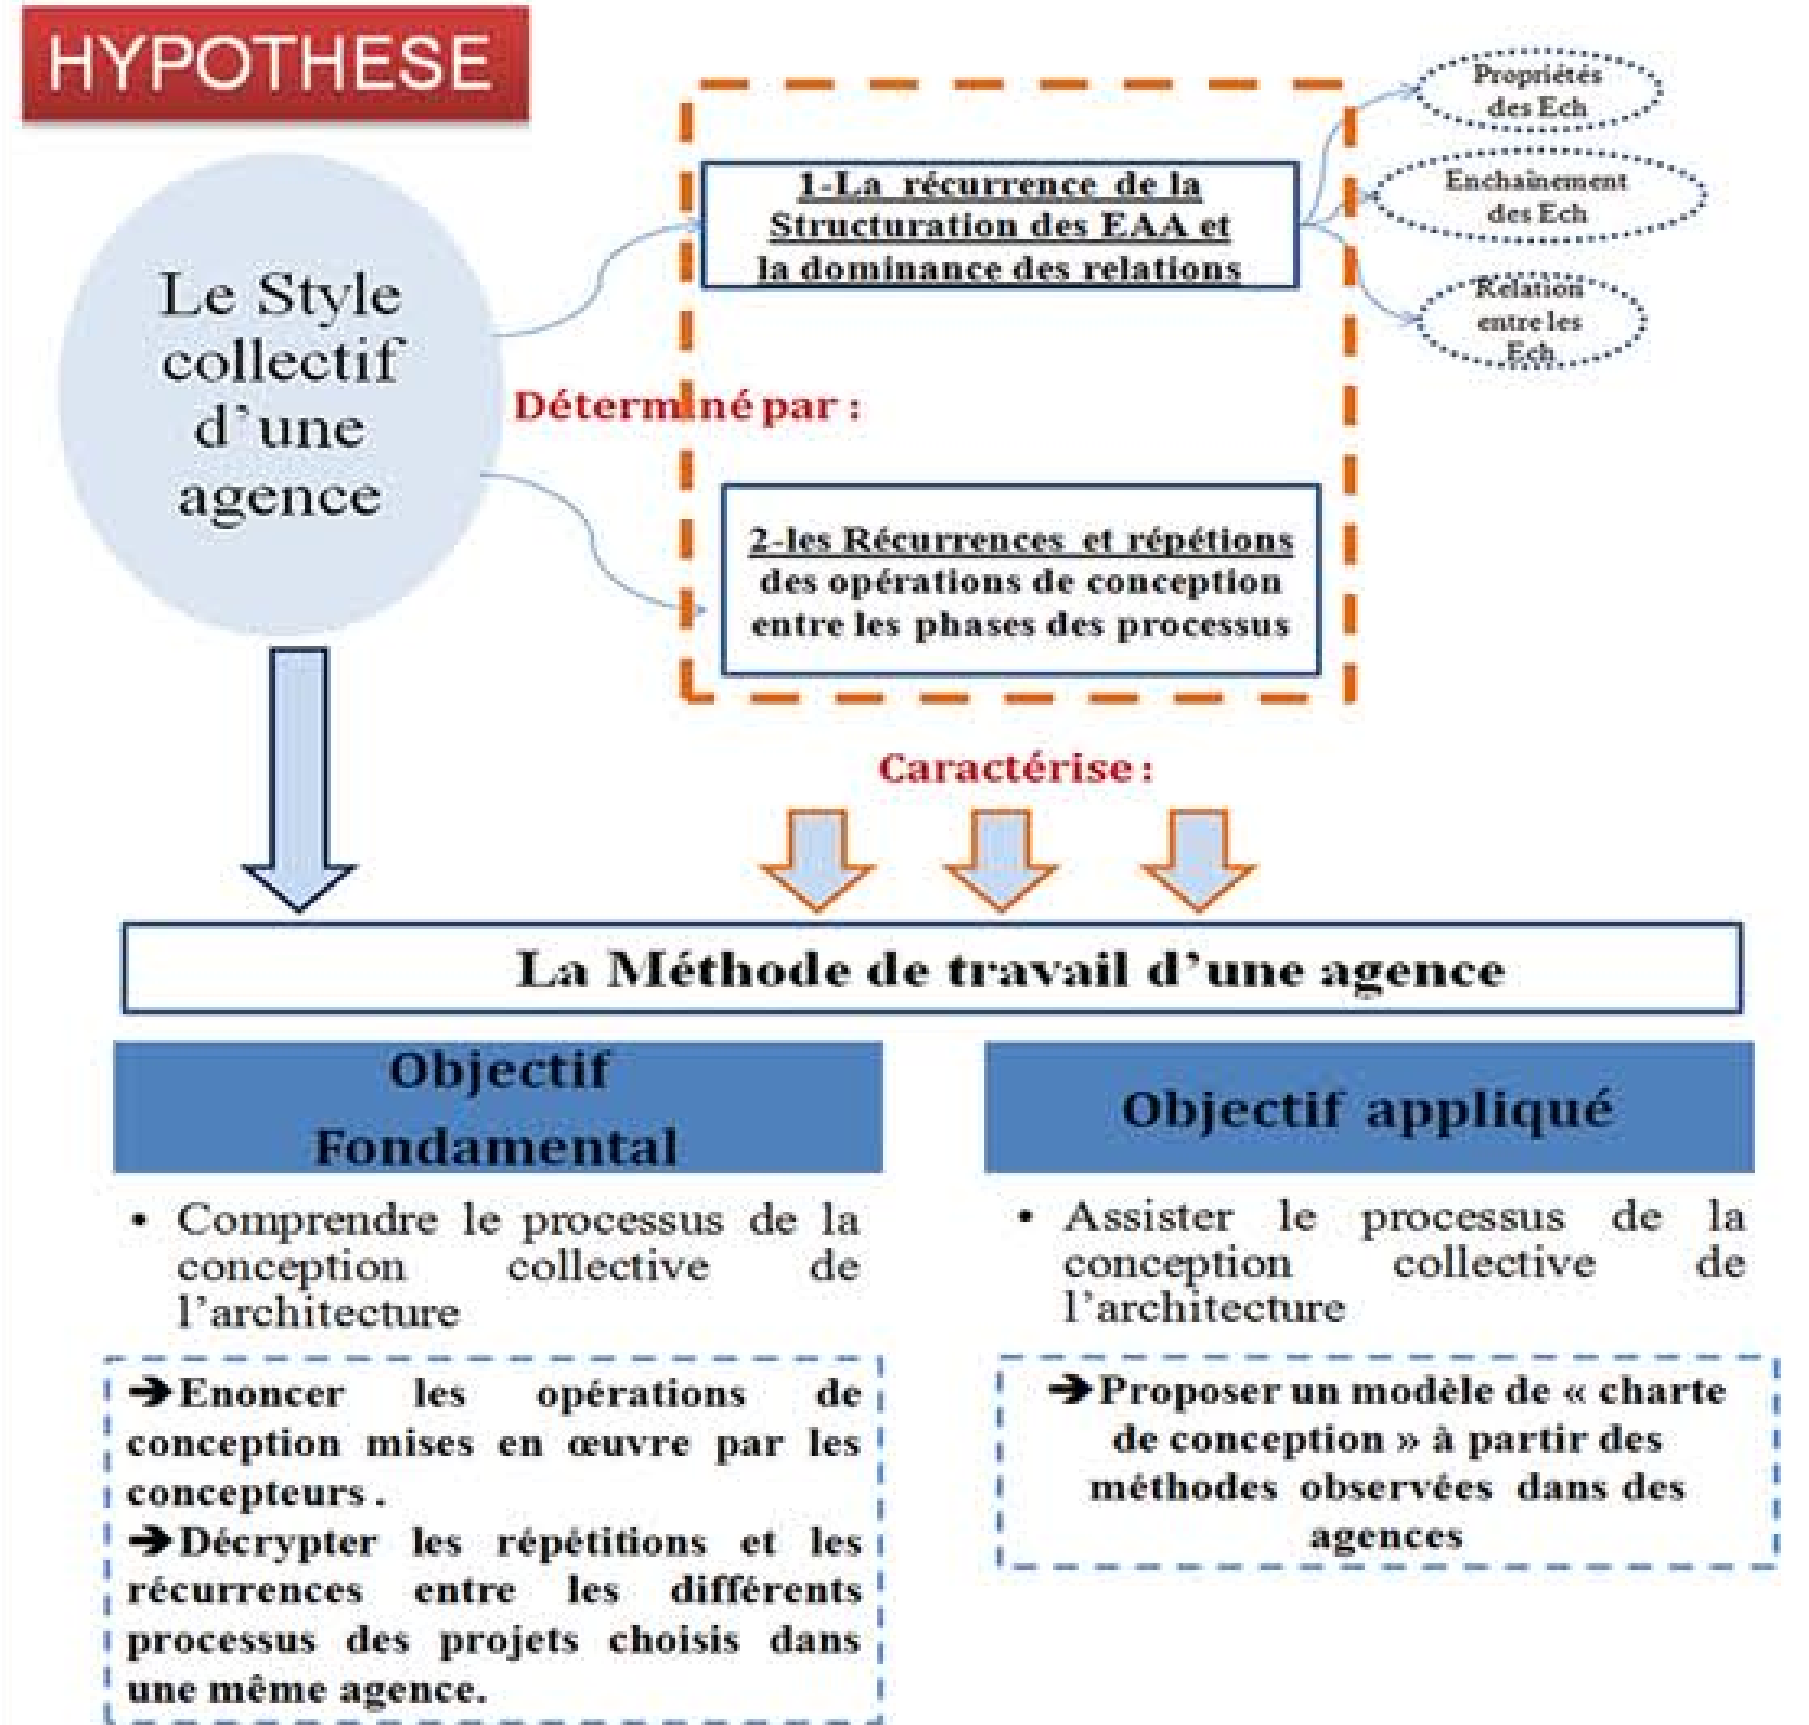 HYPOTHESE
Propriétés
des Ech
Enchaînement
des Ech
Relation
entre les
Ech
1-La récurrence de la
Structuration des EAA et
la dominance des relations
Le Style
collectif
d'une
agence
Déterminé par :
2-les Récurrences et répétions
des opérations de conception
entre les phases des processus
Caractérise :
La Méthode de travail d'une agence
Objectif
Fondamental
• Comprendre le processus de la
conception collective de
l'architecture
➔Enoncer les opérations de
conception mises en œuvre par les
concepteurs .
➔Décrypter les répétitions et les
récurrences entre les différents
processus des projets choisis dans
une même agence.
Objectif appliqué
• Assister le processus de la
conception collective de
l'architecture
➔Proposer un modèle de « charte
de conception » à partir des
méthodes observées dans des
agences